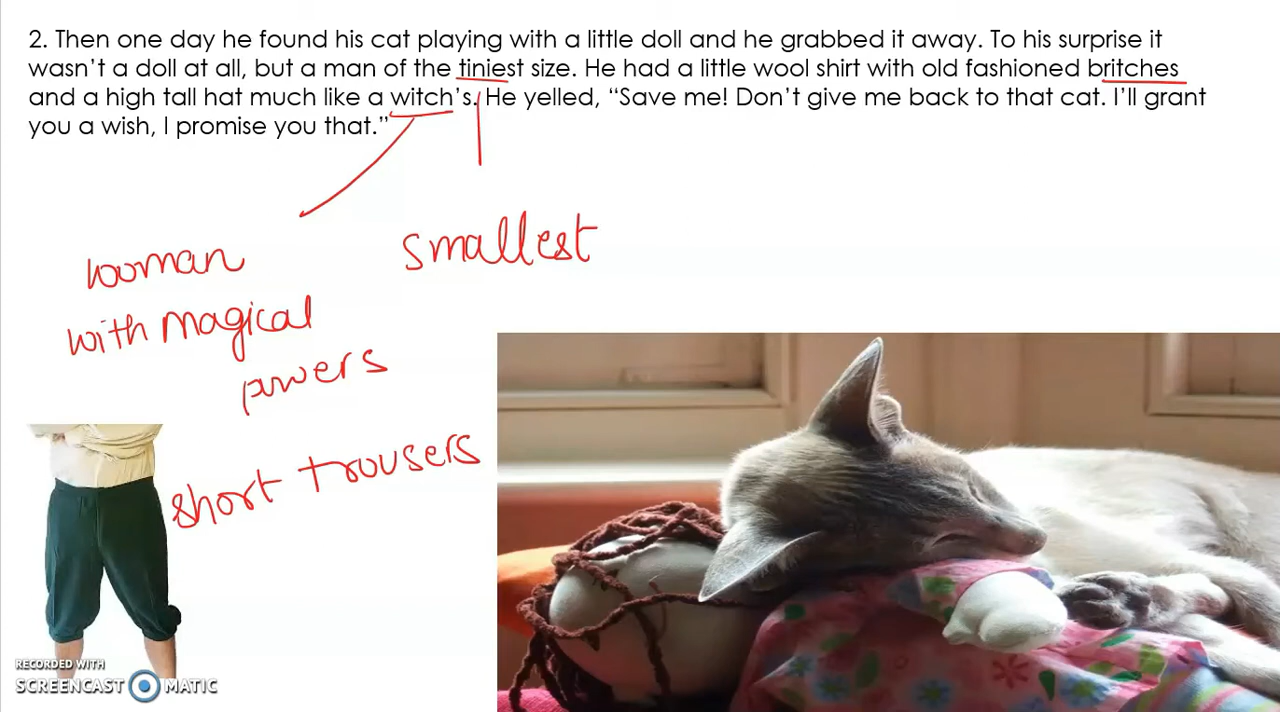 2. Then one day he found his cat playing with a little doll and he grabbed it away. To his surprise it
wasn't a doll at all, but a man of the tiniest size. He had a little wool shirt with old fashioned britches
and a high tall hat much like a witch's. He yelled, “Save me! Don't give me back to that cat. I'll grant
you a wish, I promise you that.”
smallest
woman
with magical
powers
short trousers
RECORDED WITH
SCREENCAST MATIC